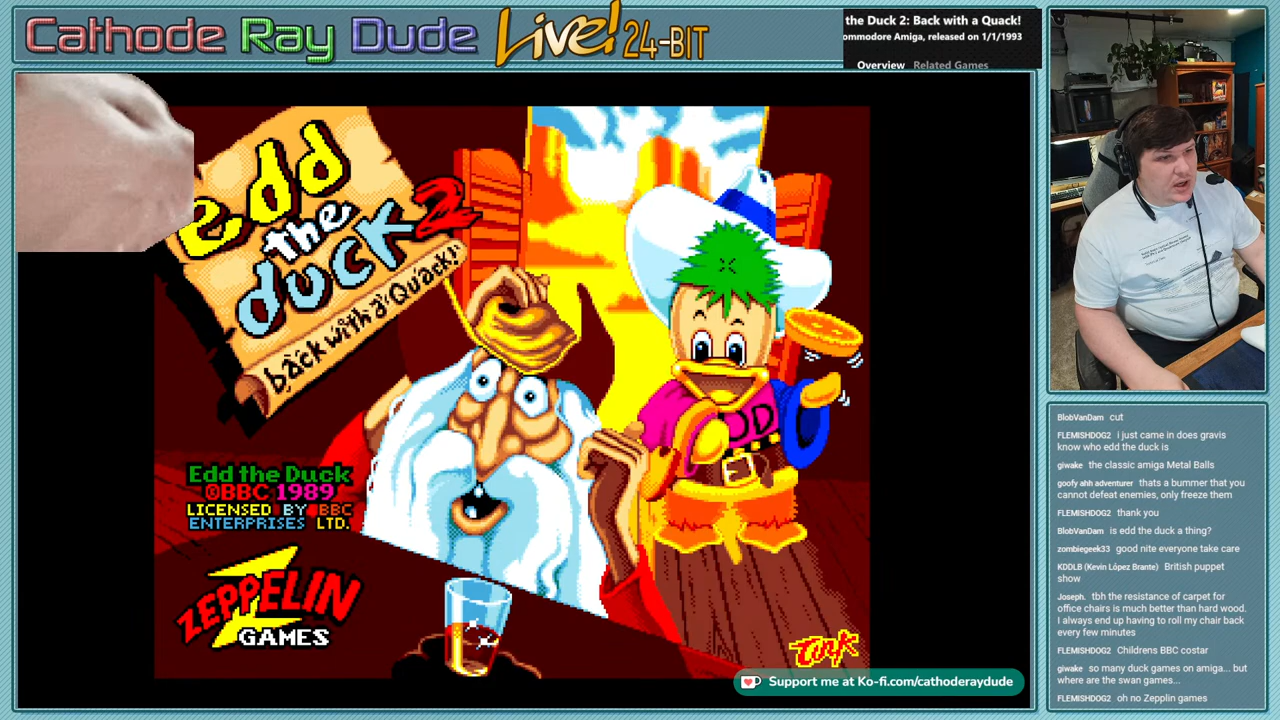 Cathode Ray Dude Live! 24-BIT
the Duck 2: Back with a Quack!
ommodore Amiga, released on 1/1/1993
Overview Related Games
edd
the
duck 2
back with a Quack!
Edd the Duck
©BBC 1989
LICENSED BY BBC
ENTERPRISES LTD.
ZEPPELIN
GAMES
Support me at Ko-fi.com/cathoderaydude
BlobVanDam cut
FLEMISHDOG2 i just came in does gravis
know who edd the duck is
giwake the classic amiga Metal Balls
goofy ahh adventurer thats a bummer that you
cannot defeat enemies, only freeze them
FLEMISHDOG2 thank you
BlobVanDam is edd the duck a thing?
zombiegeek33 good nite everyone take care
KDDLB (Kevin López Brante) British puppet
show
Joseph. tbh the resistance of carpet for
office chairs is much better than hard wood.
I always end up having to roll my chair back
every few minutes
FLEMISHDOG2 Childrens BBC costar
giwake so many duck games on amiga... but
where are the swan games...
FLEMISHDOG2 oh no Zepplin games